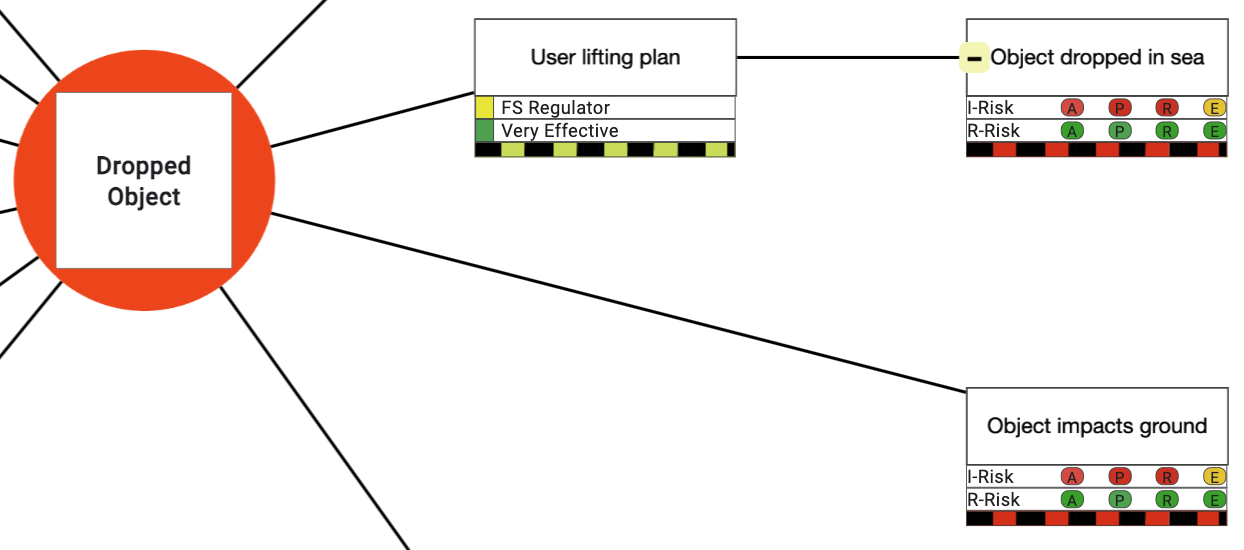 Dropped
Object
User lifting plan
FS Regulator
Very Effective
Object dropped in sea
I-Risk A P R E
R-Risk A P R E
Object impacts ground
I-Risk A P R E
R-Risk A P R E